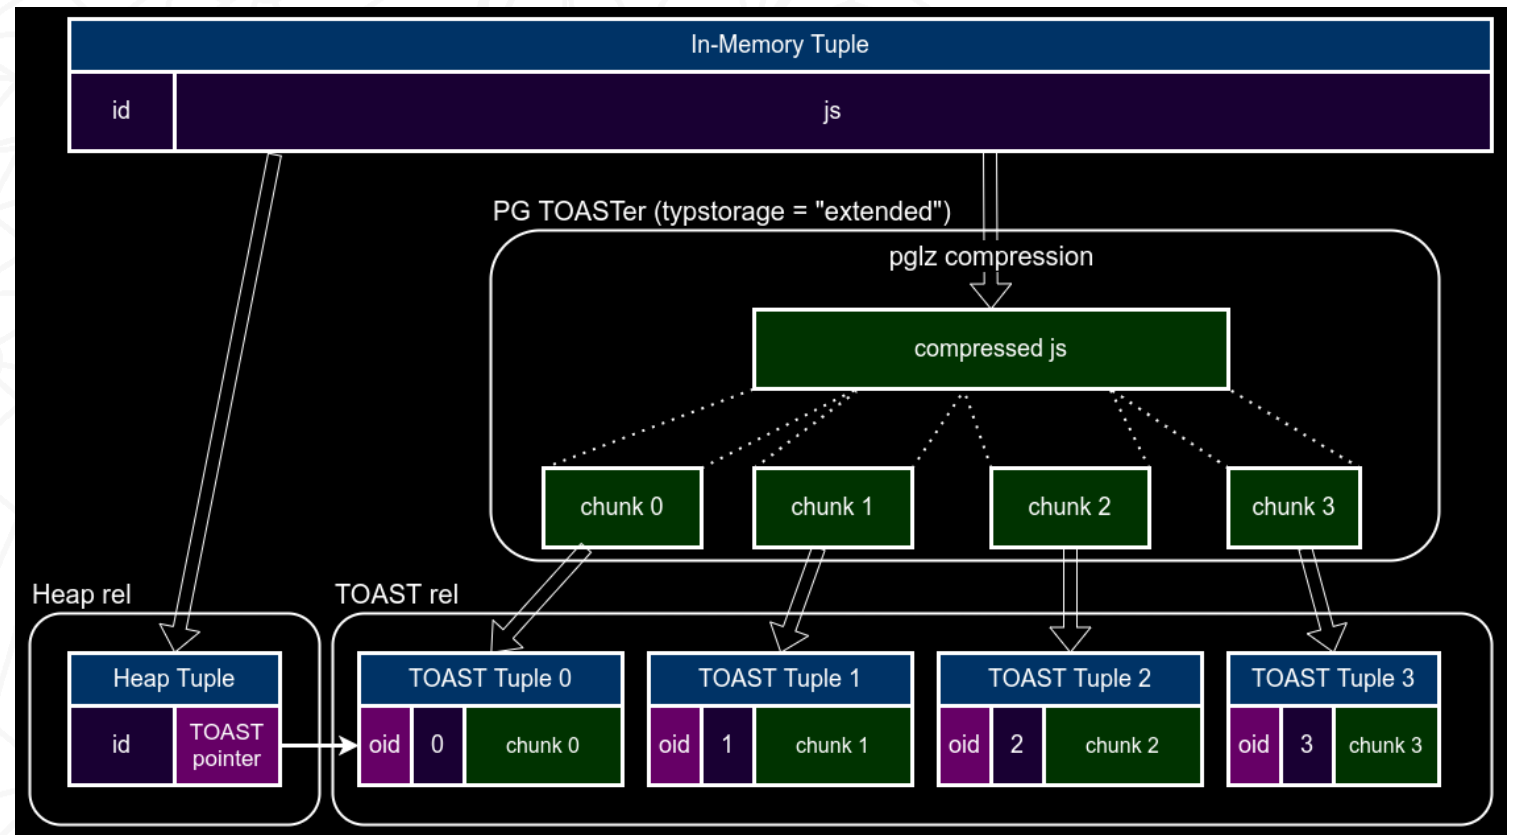 In-Memory Tuple
id
js
PG TOASTer (typstorage = "extended")
pglz compression
compressed js
chunk 0
chunk 1
chunk 2
chunk 3
Heap rel
TOAST rel
Heap Tuple
id
TOAST
pointer
TOAST Tuple 0
oid
0
chunk 0
TOAST Tuple 1
oid
1
chunk 1
TOAST Tuple 2
oid
2
chunk 2
TOAST Tuple 3
oid
3
chunk 3